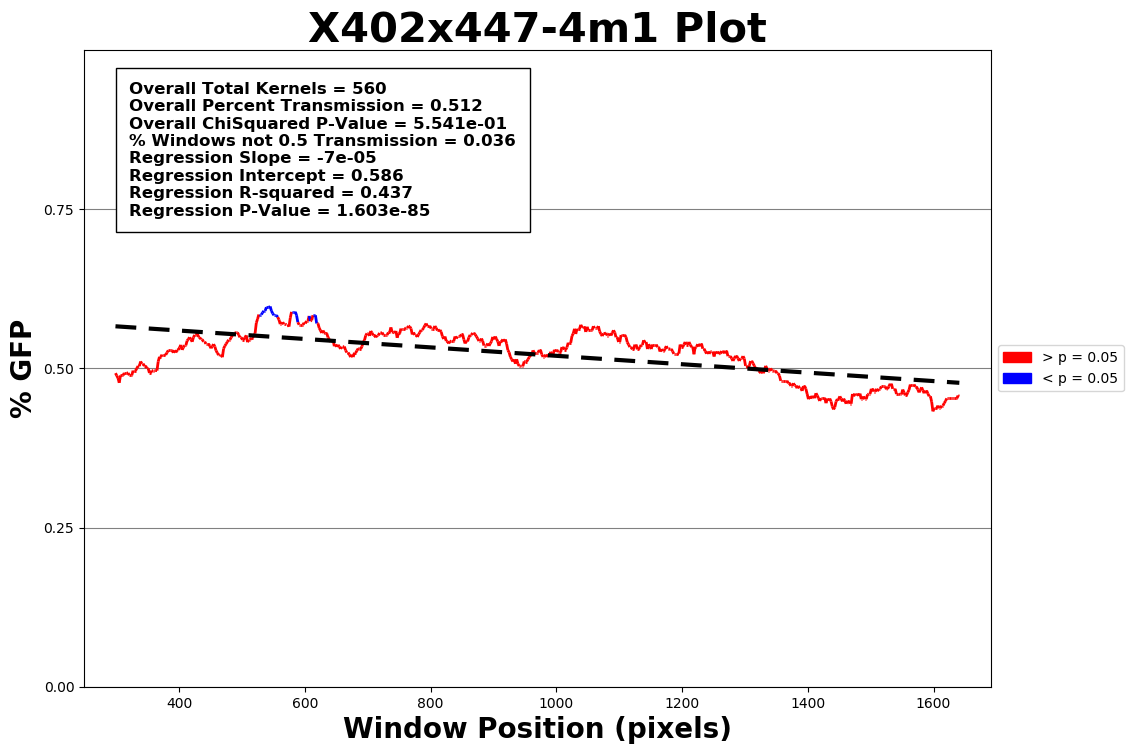 X402x447-4m1 Plot
Overall Total Kernels = 560
Overall Percent Transmission = 0.512
Overall ChiSquared P-Value = 5.541e-01
% Windows not 0.5 Transmission = 0.036
Regression Slope = -7e-05
Regression Intercept = 0.586
Regression R-squared = 0.437
Regression P-Value = 1.603e-85
0.75
0.50
0.25
0.00
% GFP
> p = 0.05
< p = 0.05
400 600 800 1000 1200 1400 1600
Window Position (pixels)